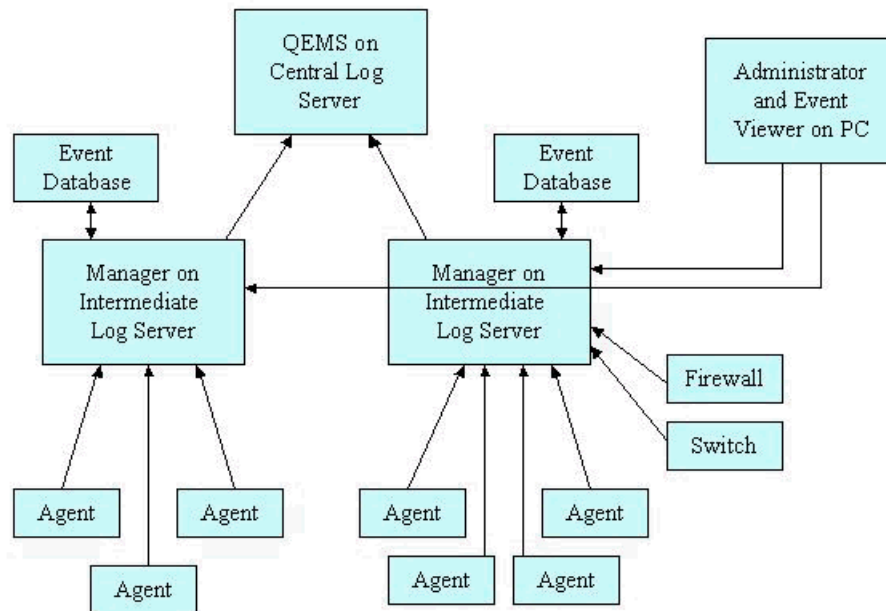 QEMS on
Central Log
Server
Administrator
and Event
Viewer on PC
Event
Database
Event
Database
Manager on
Intermediate
Log Server
Manager on
Intermediate
Log Server
Firewall
Switch
Agent
Agent
Agent
Agent
Agent
Agent
Agent